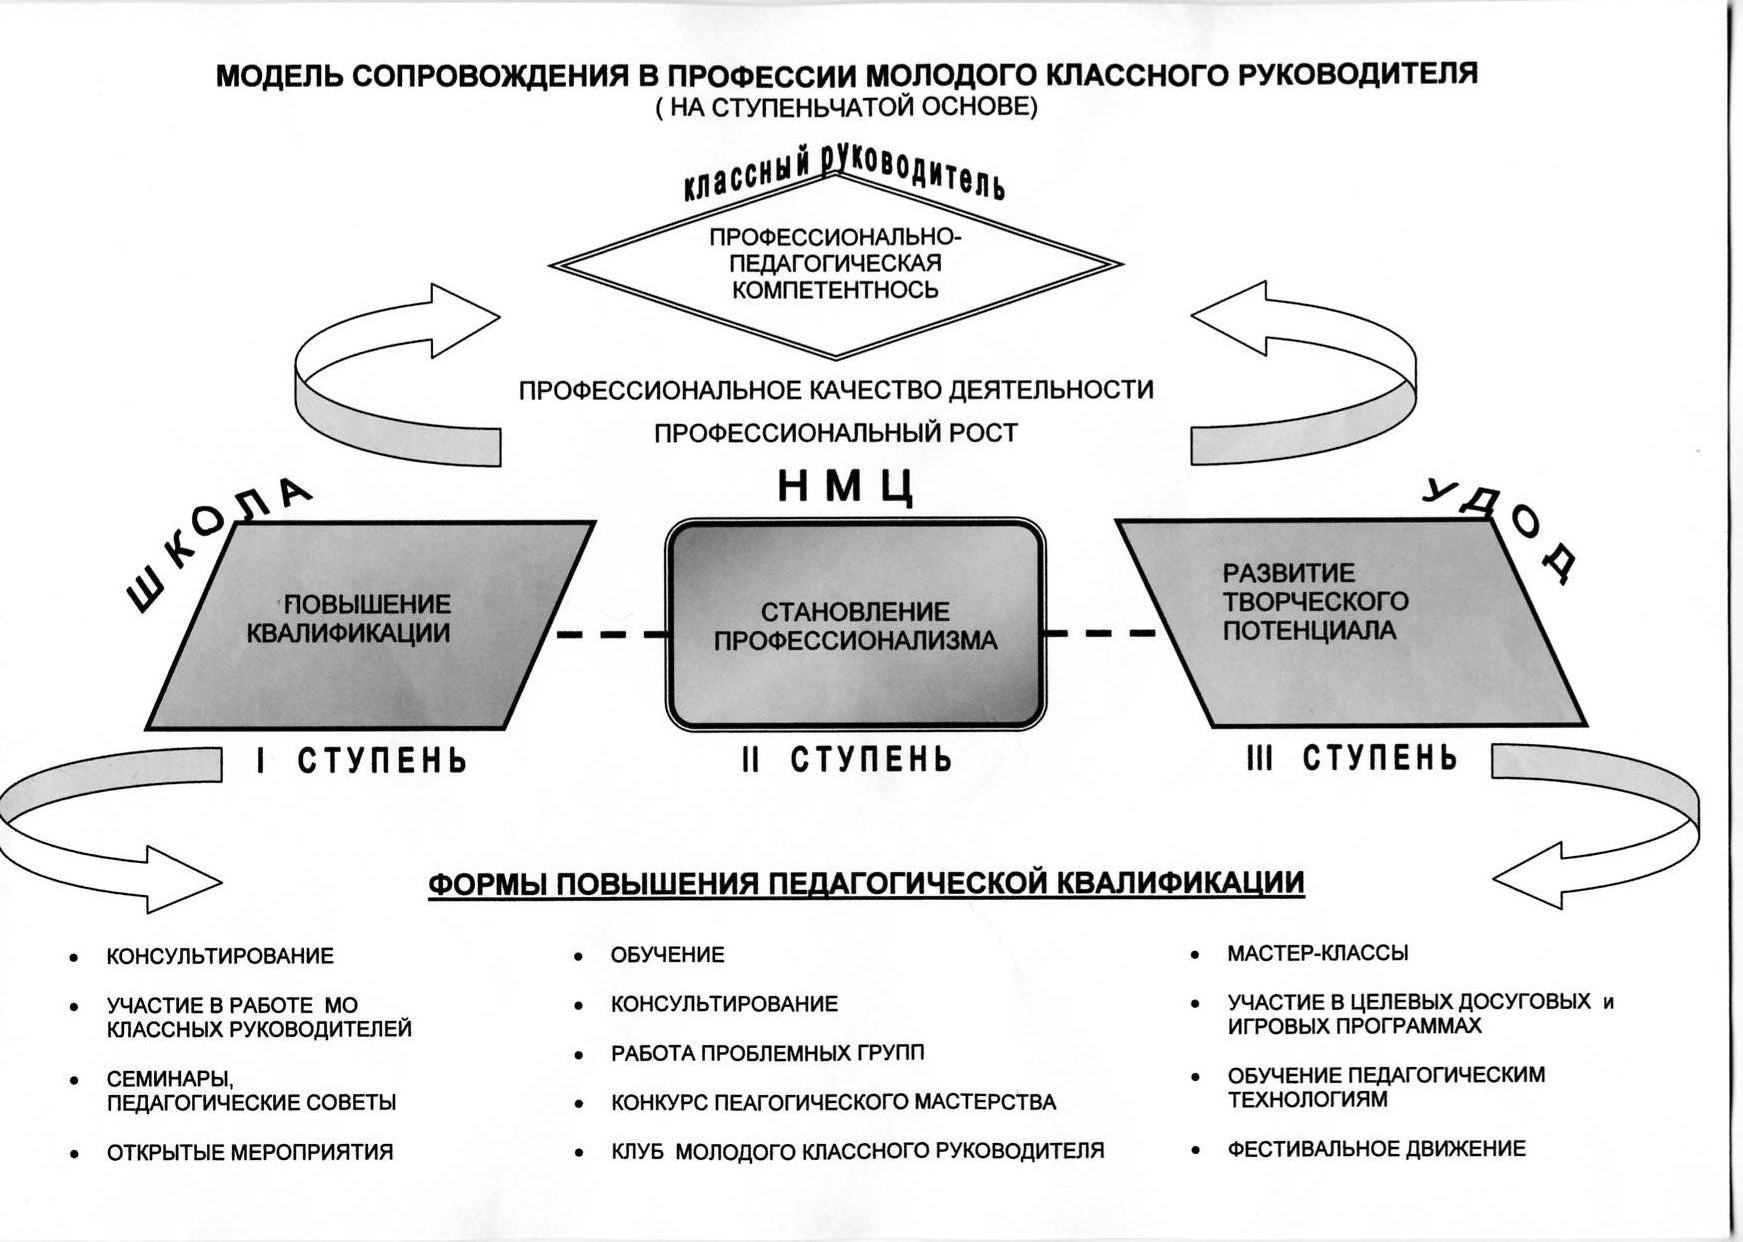 МОДЕЛЬ СОПРОВОЖДЕНИЯ В ПРОФЕССИИ МОЛОДОГО КЛАССНОГО РУКОВОДИТЕЛЯ
( НА СТУПЕНЬЧАТОЙ ОСНОВЕ)
классный руководитель
ПРОФЕССИОНАЛЬНО-
ПЕДАГОГИЧЕСКАЯ
КОМПЕТЕНТНОСЬ
ПРОФЕССИОНАЛЬНОЕ КАЧЕСТВО ДЕЯТЕЛЬНОСТИ
ПРОФЕССИОНАЛЬНЫЙ РОСТ
ШКОЛА
НМЦ
УДОД
ПОВЫШЕНИЕ
КВАЛИФИКАЦИИ
СТАНОВЛЕНИЕ
ПРОФЕССИОНАЛИЗМА
РАЗВИТИЕ
ТВОРЧЕСКОГО
ПОТЕНЦИАЛА
I СТУПЕНЬ
II СТУПЕНЬ
III СТУПЕНЬ
ФОРМЫ ПОВЫШЕНИЯ ПЕДАГОГИЧЕСКОЙ КВАЛИФИКАЦИИ
• КОНСУЛЬТИРОВАНИЕ
• УЧАСТИЕ В РАБОТЕ МО
КЛАССНЫХ РУКОВОДИТЕЛЕЙ
• СЕМИНАРЫ,
ПЕДАГОГИЧЕСКИЕ СОВЕТЫ
• ОТКРЫТЫЕ МЕРОПРИЯТИЯ
• ОБУЧЕНИЕ
• КОНСУЛЬТИРОВАНИЕ
• РАБОТА ПРОБЛЕМНЫХ ГРУПП
• КОНКУРС ПЕАГОГИЧЕСКОГО МАСТЕРСТВА
• КЛУБ МОЛОДОГО КЛАССНОГО РУКОВОДИТЕЛЯ
• МАСТЕР-КЛАССЫ
• УЧАСТИЕ В ЦЕЛЕВЫХ ДОСУГОВЫХ и
ИГРОВЫХ ПРОГРАММАХ
• ОБУЧЕНИЕ ПЕДАГОГИЧЕСКИМ
ТЕХНОЛОГИЯМ
• ФЕСТИВАЛЬНОЕ ДВИЖЕНИЕ